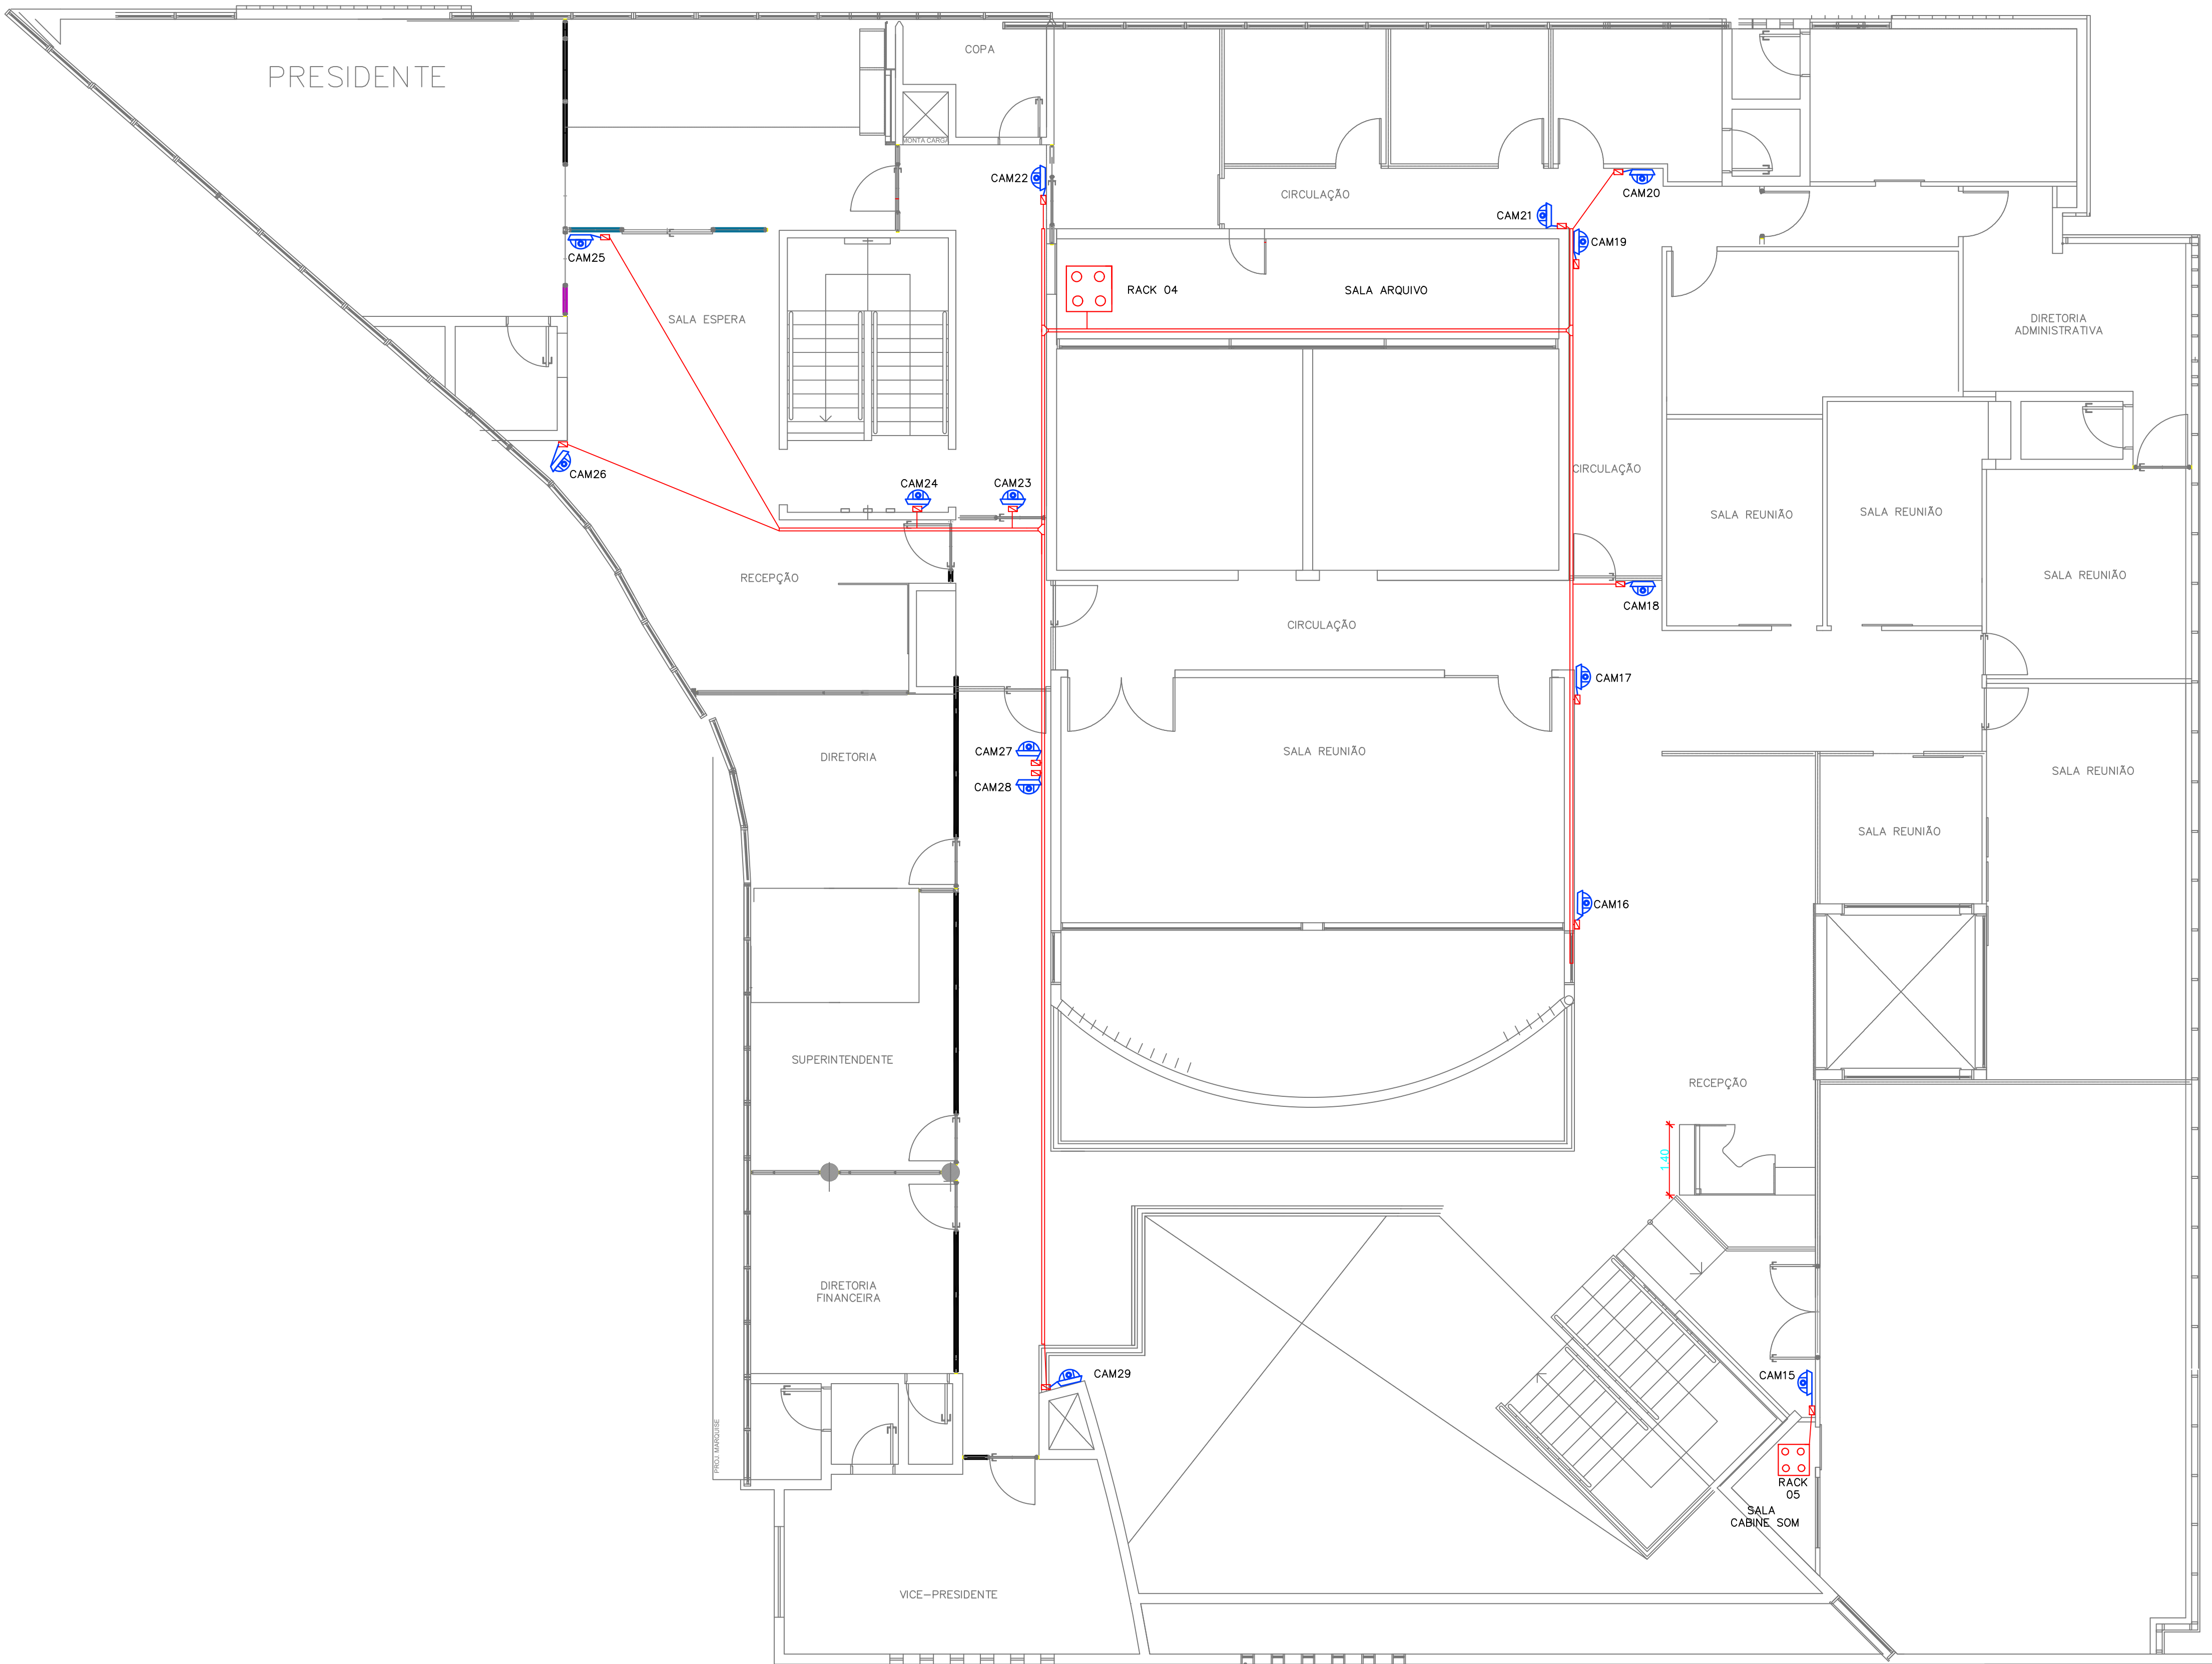 COPA
PRESIDENTE
MONTA CARGA
CAM22
CIRCULAÇÃO
CAM20
CAM21
CAM19
CAM25
RACK 04
SALA ARQUIVO
SALA ESPERA
DIRETORIA
ADMINISTRATIVA
CAM26
CAM24
CAM23
CIRCULAÇÃO
SALA REUNIÃO
SALA REUNIÃO
RECEPÇÃO
SALA REUNIÃO
CAM18
CIRCULAÇÃO
CAM17
CAM27
SALA REUNIÃO
DIRETORIA
SALA REUNIÃO
CAM28
SALA REUNIÃO
CAM16
SUPERINTENDENTE
RECEPÇÃO
1.40
DIRETORIA
FINANCEIRA
CAM29
CAM15
PROJ. MARQUISE
RACK
05
SALA
CABINE SOM
VICE-PRESIDENTE